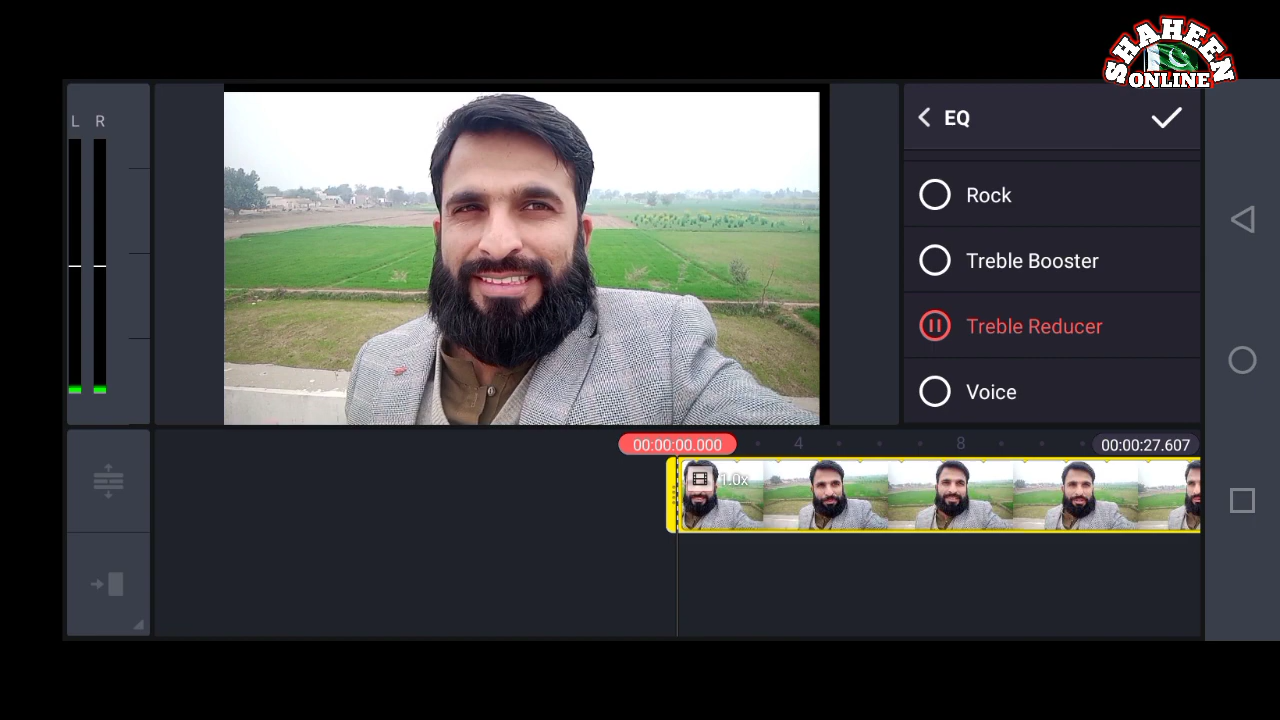 SHAHEEN
ONLINE
L R
EQ
Rock
Treble Booster
Treble Reducer
Voice
00:00:00.000
4
8
00:00:27.607
1.0x